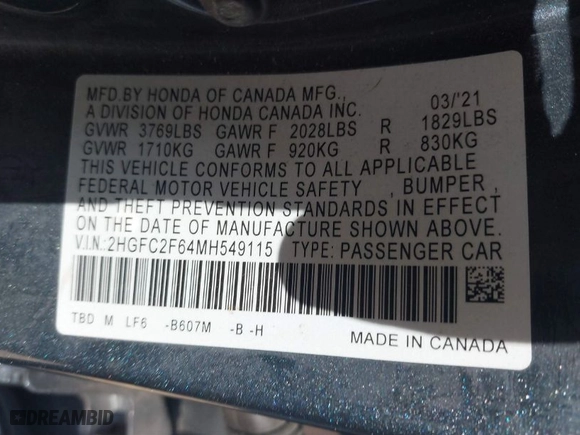 MFD.BY HONDA OF CANADA MFG., 03/'21
A DIVISION OF HONDA CANADA INC.
GVWR 3769LBS GAWR F 2028LBS R 1829LBS
GVWR 1710KG GAWR F 920KG R 830KG
THIS VEHICLE CONFORMS TO ALL APPLICABLE
FEDERAL MOTOR VEHICLE SAFETY , BUMPER ,
AND THEFT PREVENTION STANDARDS IN EFFECT
ON THE DATE OF MANUFACTURE SHOWN ABOVE.
V.I.N.:2HGFC2F64MH549115 TYPE: PASSENGER CAR
TBD M LF6 -B607M -B -H
MADE IN CANADA
DREAMBID